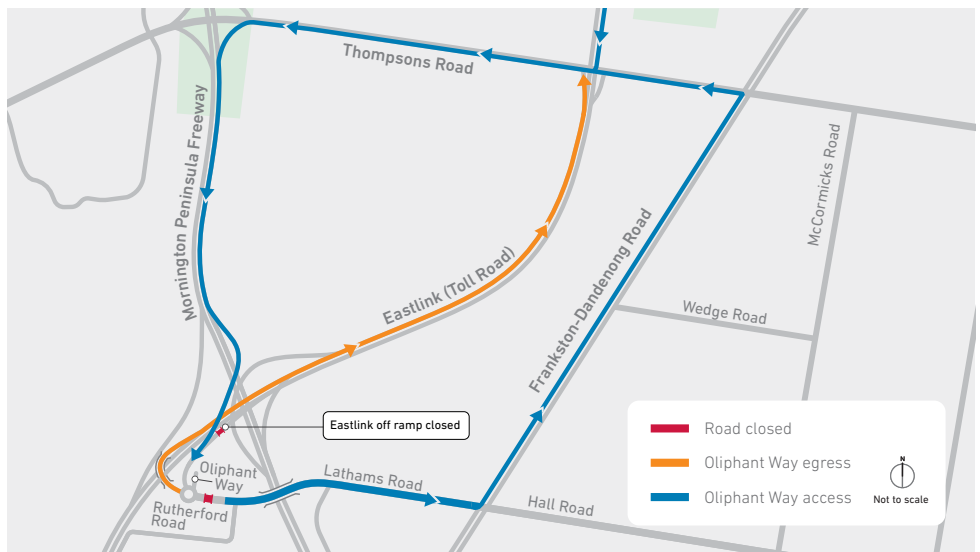 Thompsons Road
Mornington Peninsula Freeway
McCormicks Road
Eastlink (Toll Road)
Frankston-Dandenong Road
Wedge Road
Eastlink off ramp closed
Oliphant
Way
Rutherford
Road
Lathams Road
Hall Road
Road closed
Oliphant Way egress
Oliphant Way access
N
Not to scale